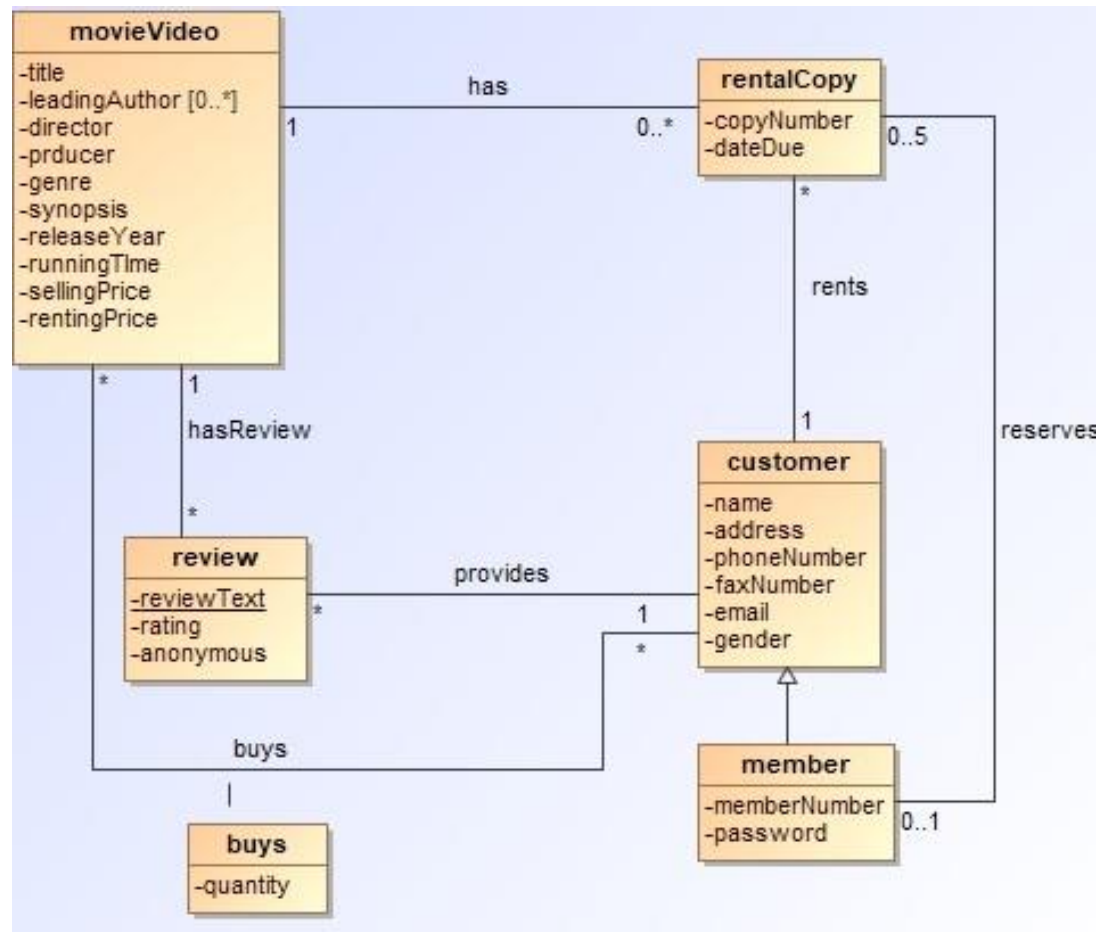 movieVideo
-title
-leadingAuthor [0..*]
-director
-prducer
-genre
-synopsis
-releaseYear
-runningTIme
-sellingPrice
-rentingPrice
has
1
0..*
rentalCopy
-copyNumber
-dateDue
0..5
*
rents
1
reserves
*
1
hasReview
*
customer
-name
-address
-phoneNumber
-faxNumber
-email
-gender
review
-reviewText
-rating
-anonymous
provides
*
1
*
buys
member
-memberNumber
-password
0..1
buys
-quantity